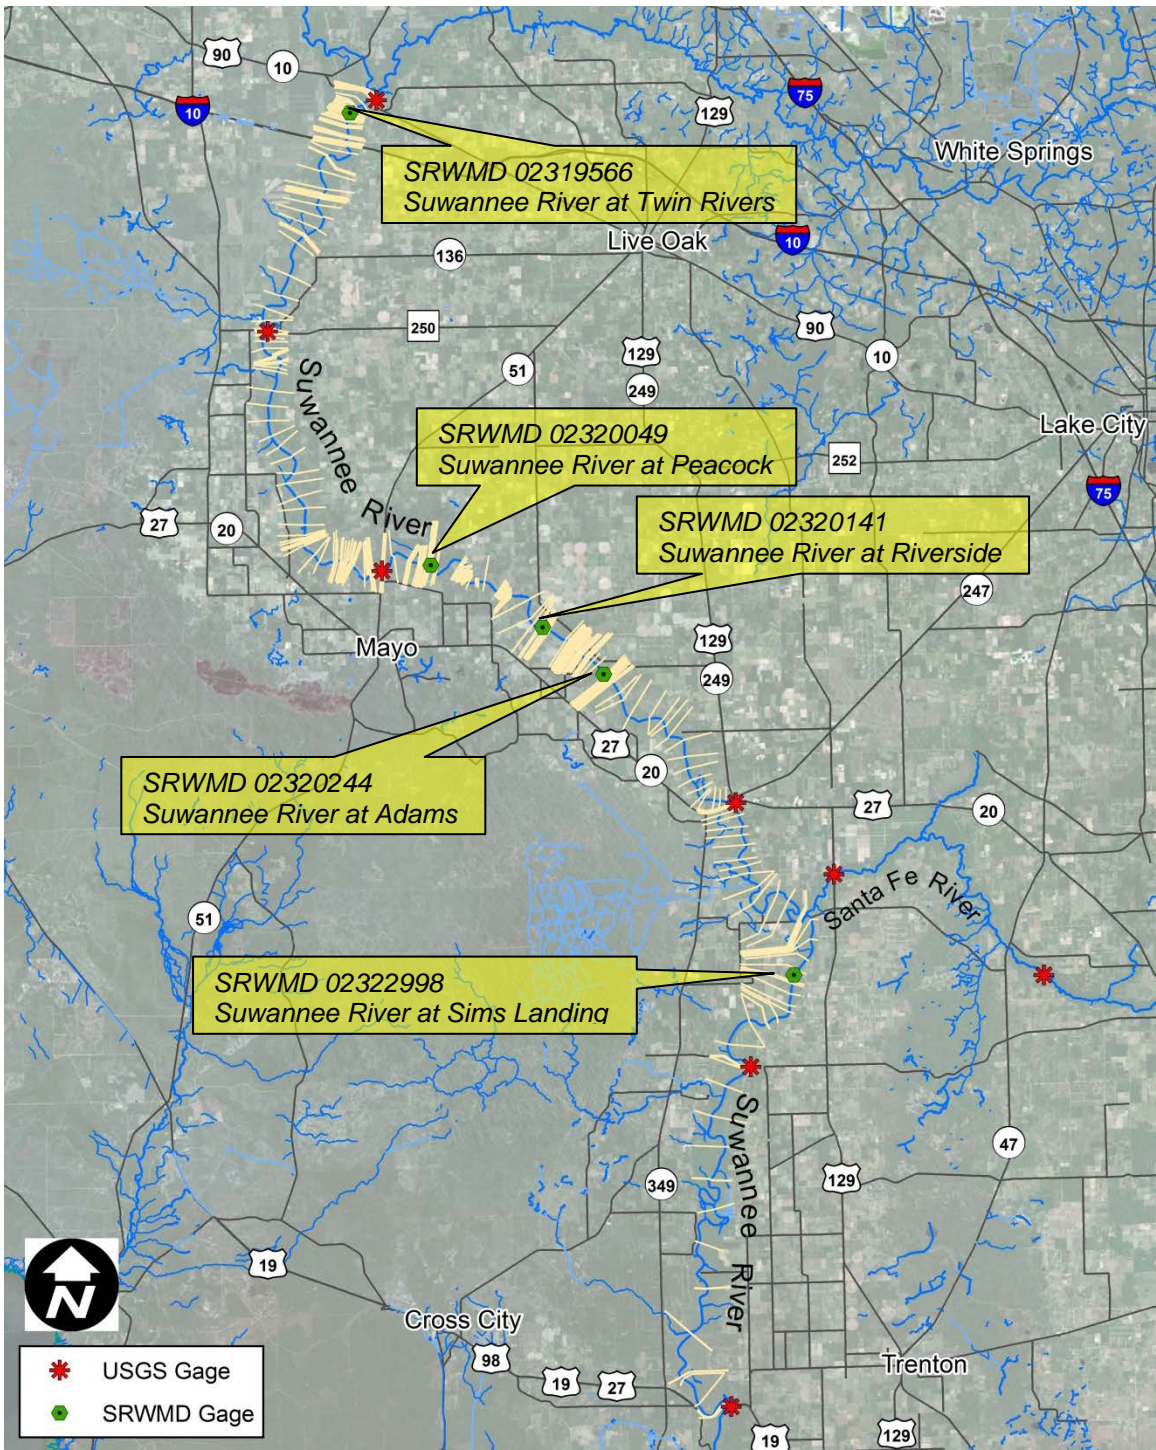 90
10
10
75
129
White Springs
SRWMD 02319566
Suwannee River at Twin Rivers
Live Oak
10
136
250
90
129
10
51
249
Suwannee River
SRWMD 02320049
Suwannee River at Peacock
Lake City
252
75
27
20
SRWMD 02320141
Suwannee River at Riverside
247
Mayo
129
249
27
20
SRWMD 02320244
Suwannee River at Adams
27
20
Santa Fe River
51
SRWMD 02322998
Suwannee River at Sims Landing
Suwannee River
47
349
129
19
N
Cross City
98
19
27
Trenton
USGS Gage
SRWMD Gage
19
129